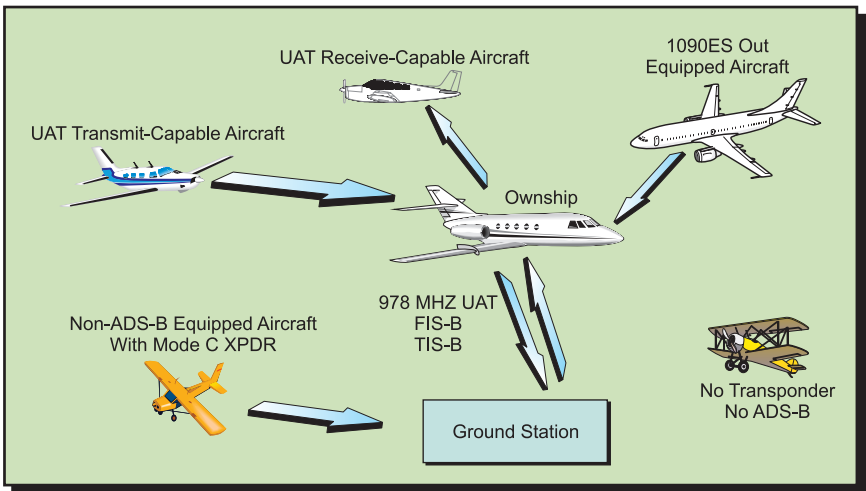 UAT Receive-Capable Aircraft
1090ES Out
Equipped Aircraft
UAT Transmit-Capable Aircraft
Ownship
978 MHZ UAT
FIS-B
TIS-B
Non-ADS-B Equipped Aircraft
With Mode C XPDR
No Transponder
No ADS-B
Ground Station